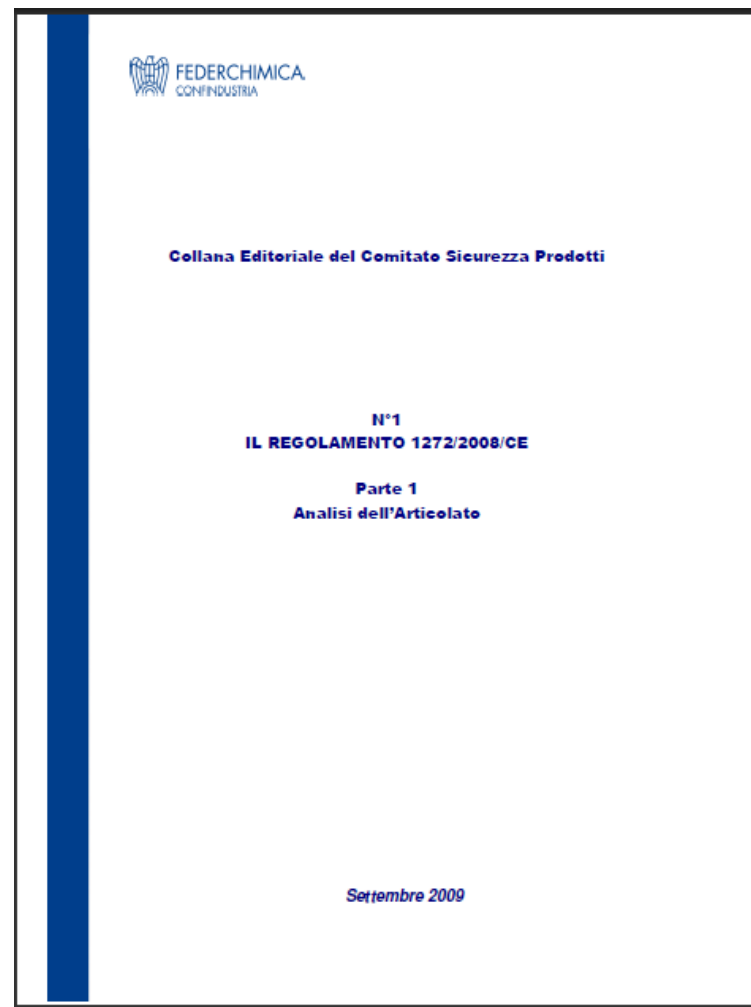 FEDERCHIMICA
CONFINDUSTRIA
Collana Editoriale del Comitato Sicurezza Prodotti
N°1
IL REGOLAMENTO 1272/2008/CE
Parte 1
Analisi dell'Articolato
Settembre 2009